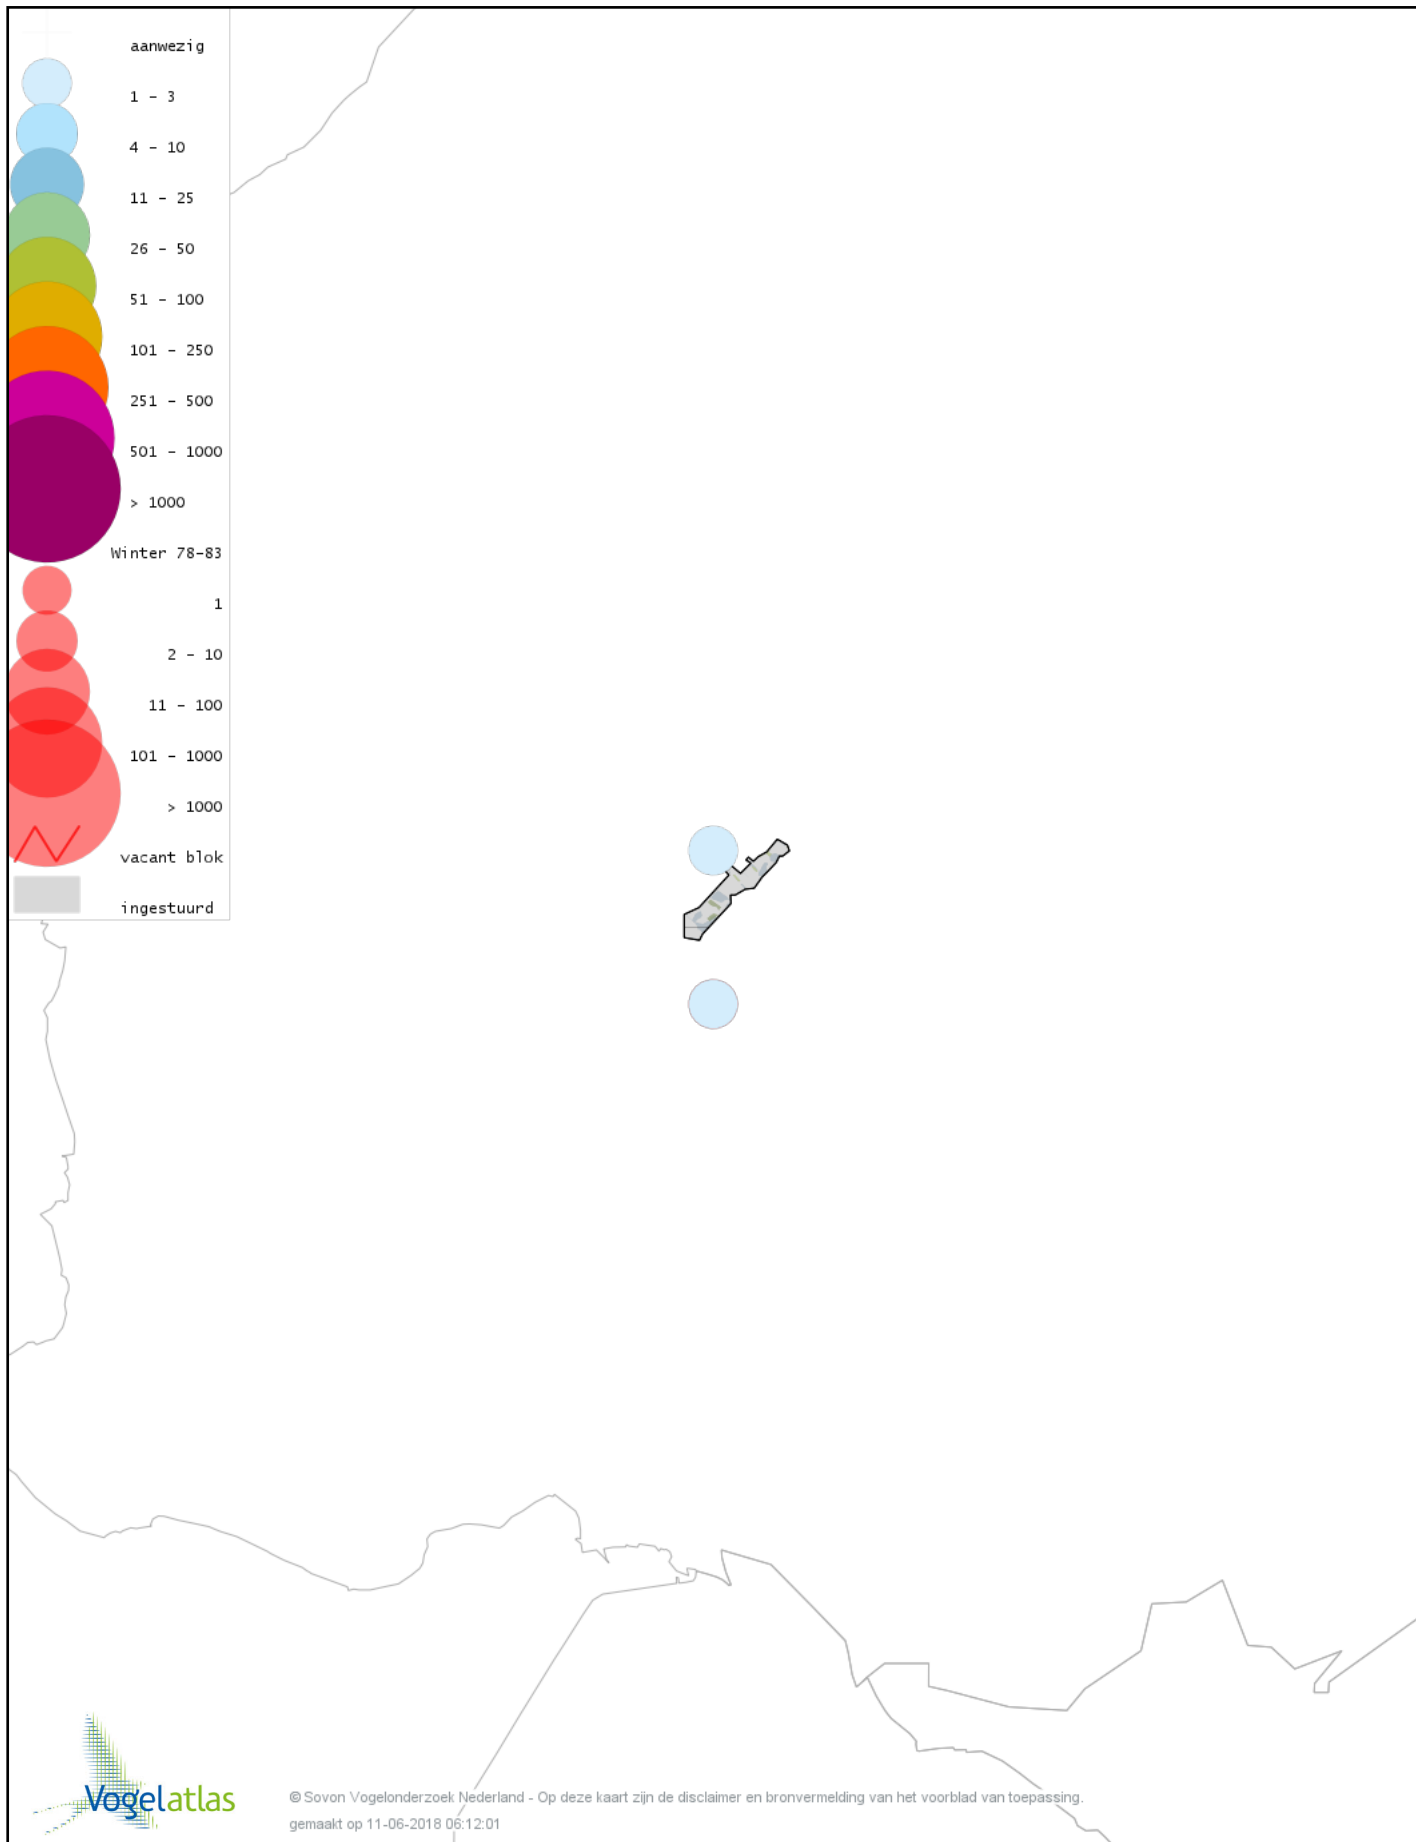 aanwezig
1 – 3
4 – 10
11 – 25
26 – 50
51 – 100
101 – 250
251 – 500
501 – 1000
> 1000
Winter 78-83
1
2 – 10
11 – 100
101 – 1000
> 1000
vacant blok
ingestuurd
Vogelatlas
© Sovon Vogelonderzoek Nederland - Op deze kaart zijn de disclaimer en bronvermelding van het voorblad van toepassing.
gemaakt op 11-06-2018 06:12:01